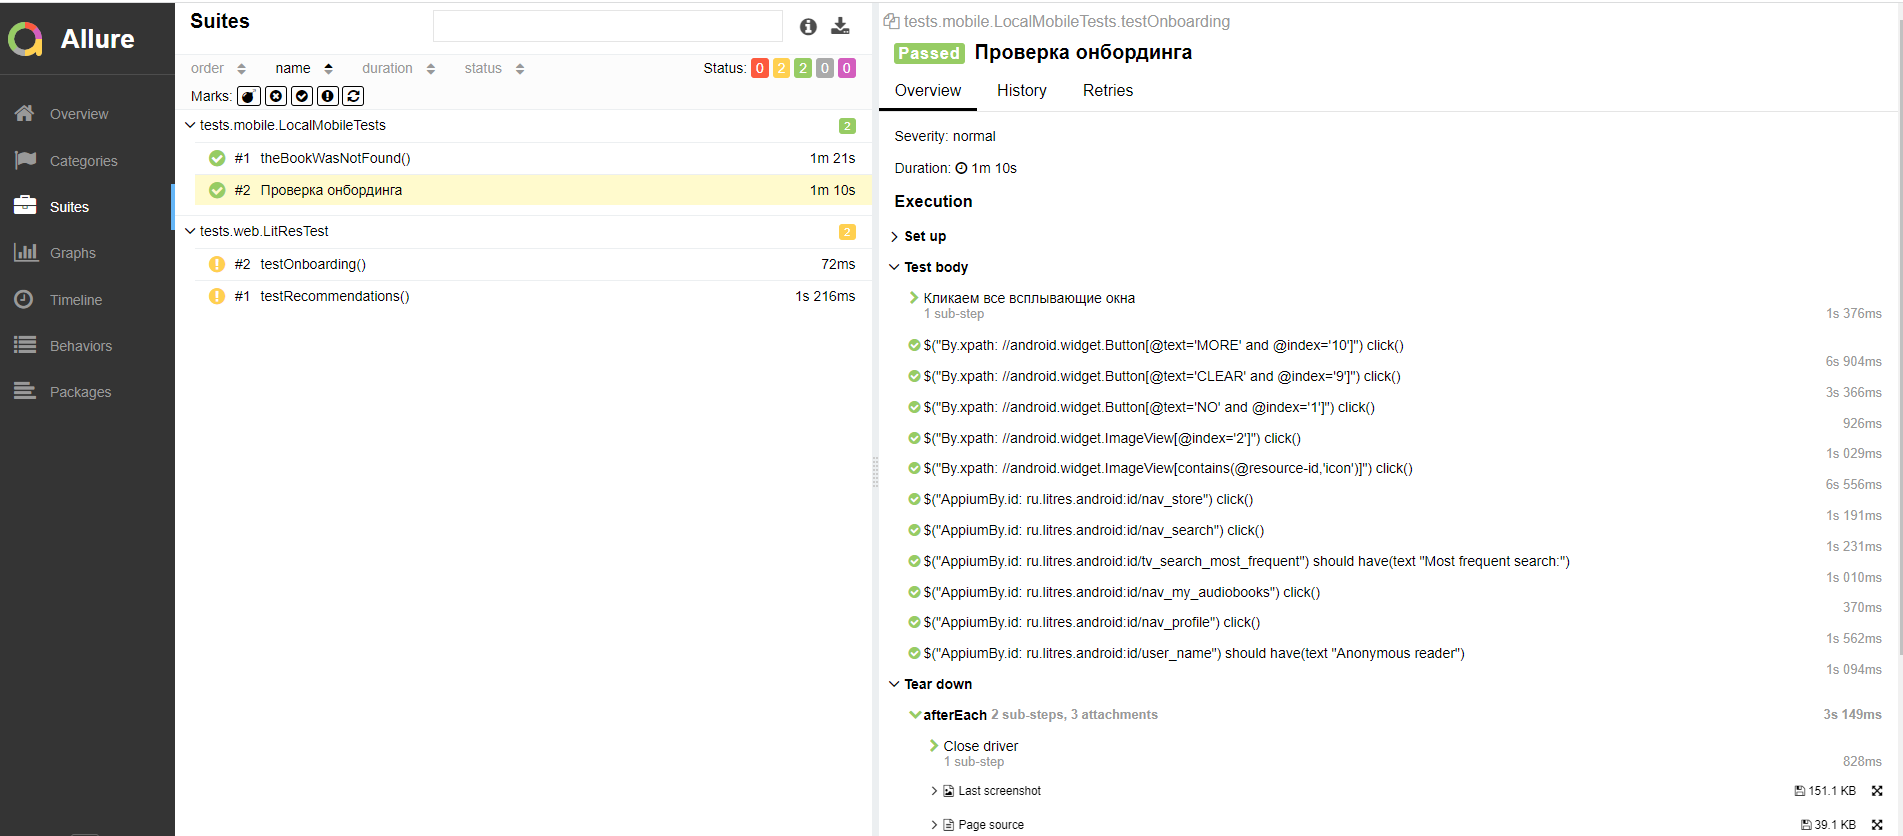 Allure
Overview
Categories
Suites
Graphs
Timeline
Behaviors
Packages
Suites
order name duration status Status: 0 2 2 0 0
Marks:
tests.mobile.LocalMobileTests 2
#1 theBookWasNotFound() 1m 21s
#2 Проверка онбординга 1m 10s
tests.web.LitResTest 2
#2 testOnboarding() 72ms
#1 testRecommendations() 1s 216ms
tests.mobile.LocalMobileTests.testOnboarding
Passed Проверка онбординга
Overview History Retries
Severity: normal
Duration: 1m 10s
Execution
Set up
Test body
Кликаем все всплывающие окна
1 sub-step 1s 376ms
$("By.xpath: //android.widget.Button[@text='MORE' and @index='10']") click()
6s 904ms
$("By.xpath: //android.widget.Button[@text='CLEAR' and @index='9']") click()
3s 366ms
$("By.xpath: //android.widget.Button[@text='NO' and @index='1']") click()
926ms
$("By.xpath: //android.widget.ImageView[@index='2']") click()
1s 029ms
$("By.xpath: //android.widget.ImageView[contains(@resource-id,'icon')]") click()
6s 556ms
$("AppiumBy.id: ru.litres.android:id/nav_store") click()
1s 191ms
$("AppiumBy.id: ru.litres.android:id/nav_search") click()
1s 231ms
$("AppiumBy.id: ru.litres.android:id/tv_search_most_frequent") should have(text "Most frequent search:")
1s 010ms
$("AppiumBy.id: ru.litres.android:id/nav_my_audiobooks") click()
370ms
$("AppiumBy.id: ru.litres.android:id/nav_profile") click()
1s 562ms
$("AppiumBy.id: ru.litres.android:id/user_name") should have(text "Anonymous reader")
1s 094ms
Tear down
afterEach 2 sub-steps, 3 attachments 3s 149ms
Close driver
1 sub-step 828ms
Last screenshot 151.1 KB
Page source 39.1 KB